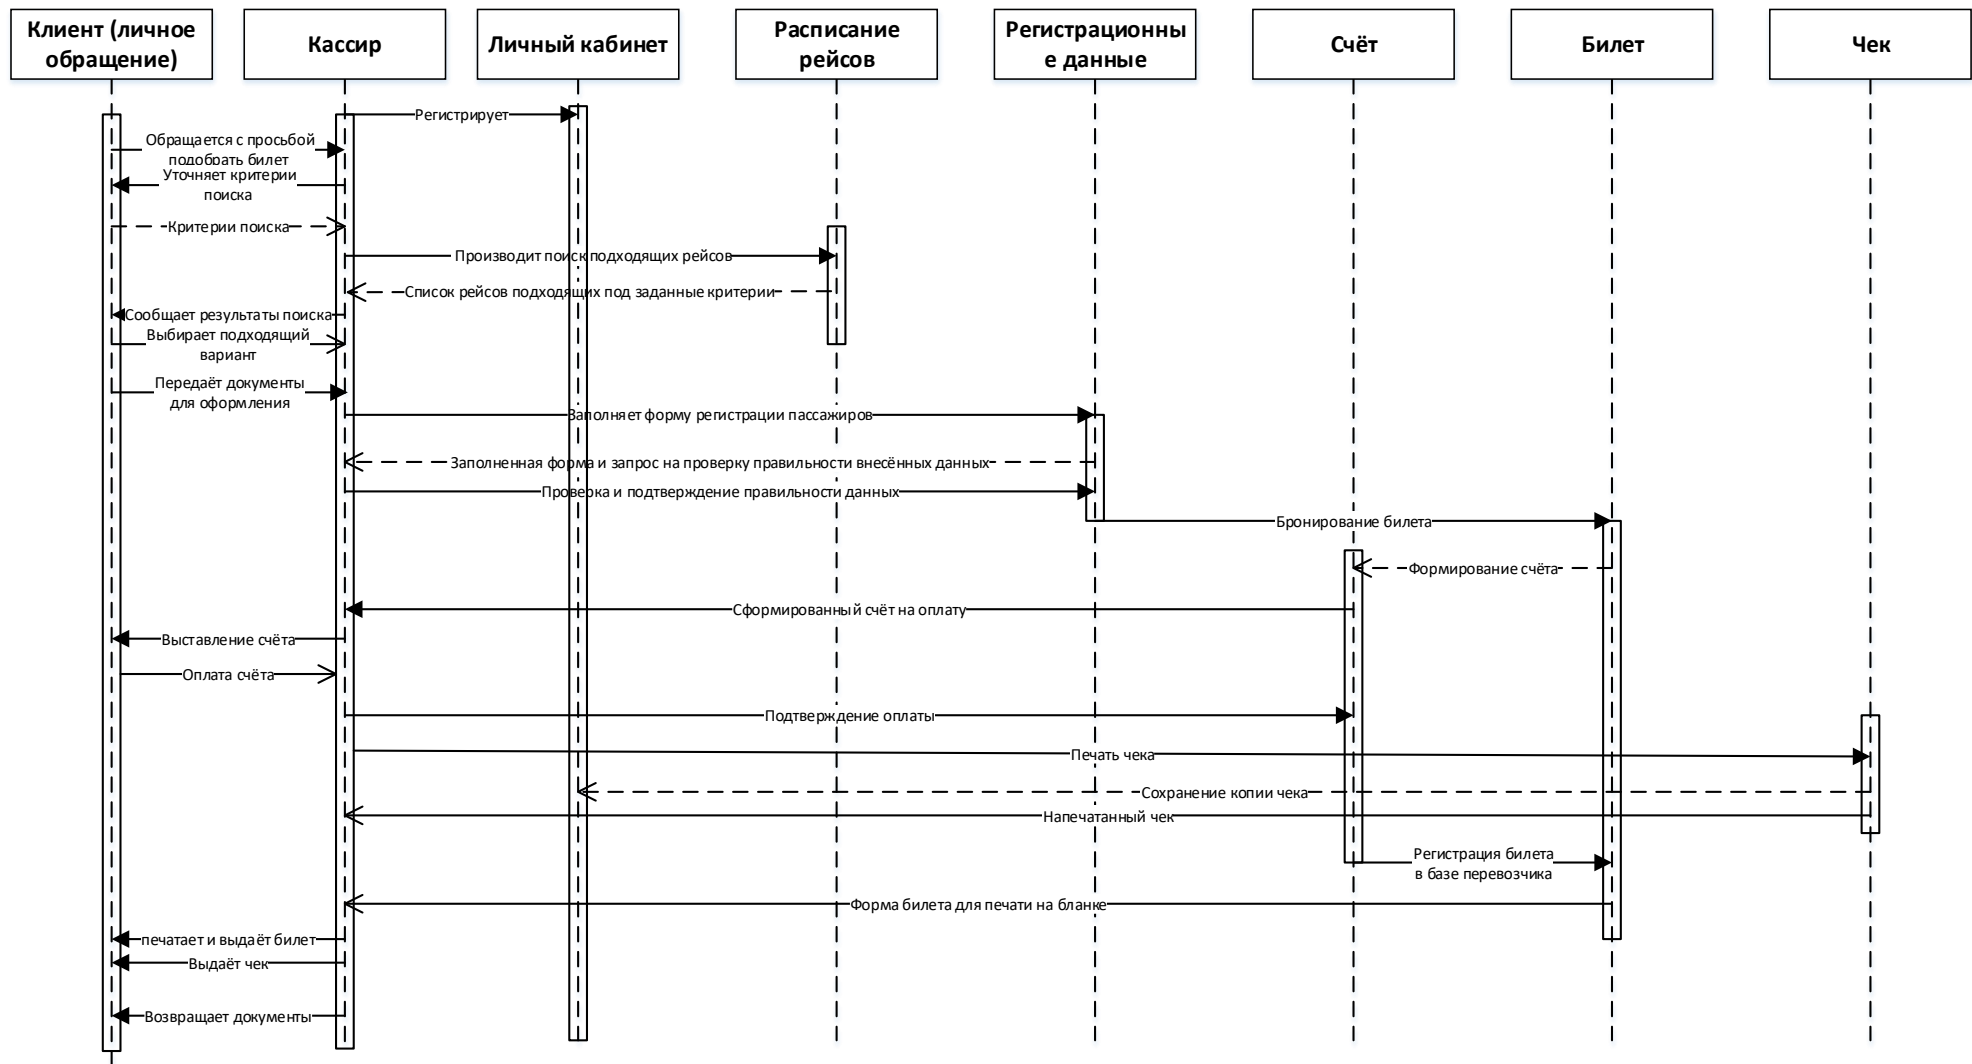 Клиент (личное
обращение)
Кассир
Личный кабинет
Расписание
рейсов
Регистрационны
е данные
Счёт
Билет
Чек
Регистрирует
Обращается с просьбой
подобрать билет
Уточняет критерии
поиска
Критерии поиска
Производит поиск подходящих рейсов
Список рейсов подходящих под заданные критерии
Сообщает результаты поиска
Выбирает подходящий
вариант
Передаёт документы
для оформления
Заполняет форму регистрации пассажиров
Заполненная форма и запрос на проверку правильности внесённых данных
Проверка и подтверждение правильности данных
Бронирование билета
Формирование счёта
Сформированный счёт на оплату
Выставление счёта
Оплата счёта
Подтверждение оплаты
Печать чека
Сохранение копии чека
Напечатанный чек
Регистрация билета
в базе перевозчика
Форма билета для печати на бланке
печатает и выдаёт билет
Выдаёт чек
Возвращает документы